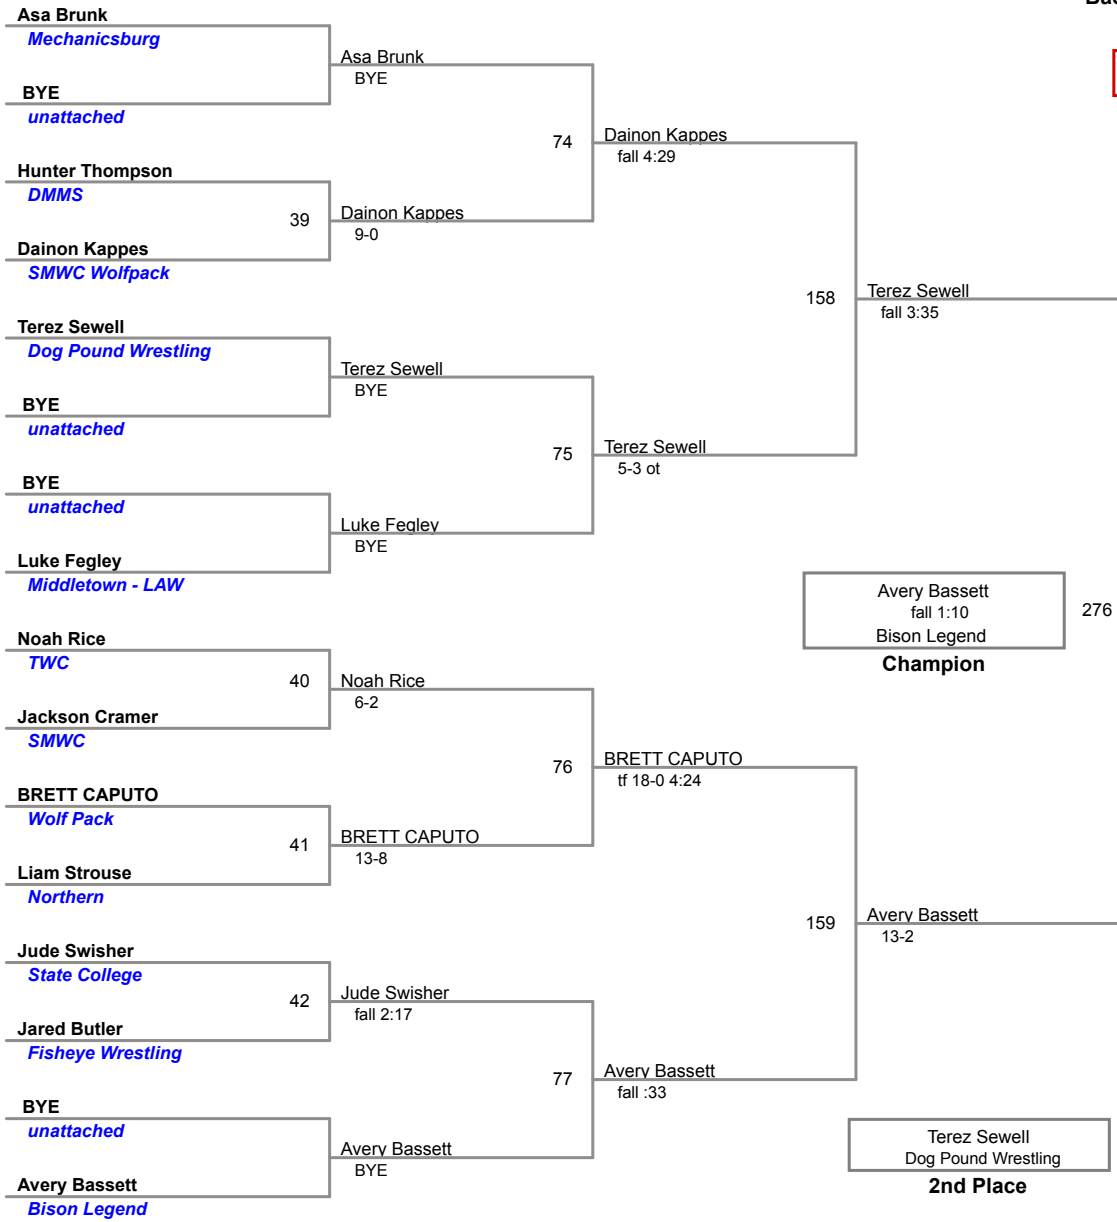 Asa Brunk
Mechanicsburg
BYE
unattached
Hunter Thompson
DMMS
39
Dainon Kappes
SMWC Wolfpack
Terez Sewell
Dog Pound Wrestling
BYE
unattached
BYE
unattached
Luke Fegley
Middletown - LAW
Noah Rice
TWC
40
Jackson Cramer
SMWC
BRETT CAPUTO
Wolf Pack
41
Liam Strouse
Northern
Jude Swisher
State College
42
Jared Butler
Fisheye Wrestling
BYE
unattached
Avery Bassett
Bison Legend
Asa Brunk
BYE
74
Dainon Kappes
9-0
Terez Sewell
BYE
75
Luke Fegley
BYE
Noah Rice
6-2
76
BRETT CAPUTO
13-8
Jude Swisher
fall 2:17
77
Avery Bassett
BYE
Dainon Kappes
fall 4:29
158
Terez Sewell
5-3 ot
BRETT CAPUTO
tf 18-0 4:24
159
Avery Bassett
fall :33
Terez Sewell
fall 3:35
Avery Bassett
fall 1:10
Bison Legend
276
Champion
Avery Bassett
13-2
Terez Sewell
Dog Pound Wrestling
2nd Place